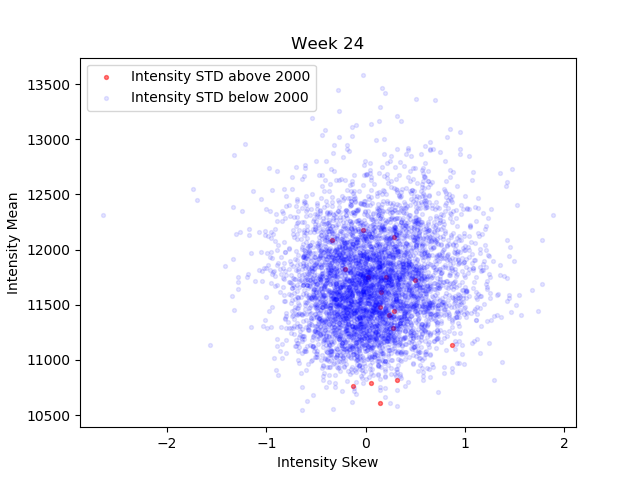 Week 24
Intensity STD above 2000
Intensity STD below 2000
Intensity Mean
13500
13000
12500
12000
11500
11000
10500
−2
−1
0
1
2
Intensity Skew